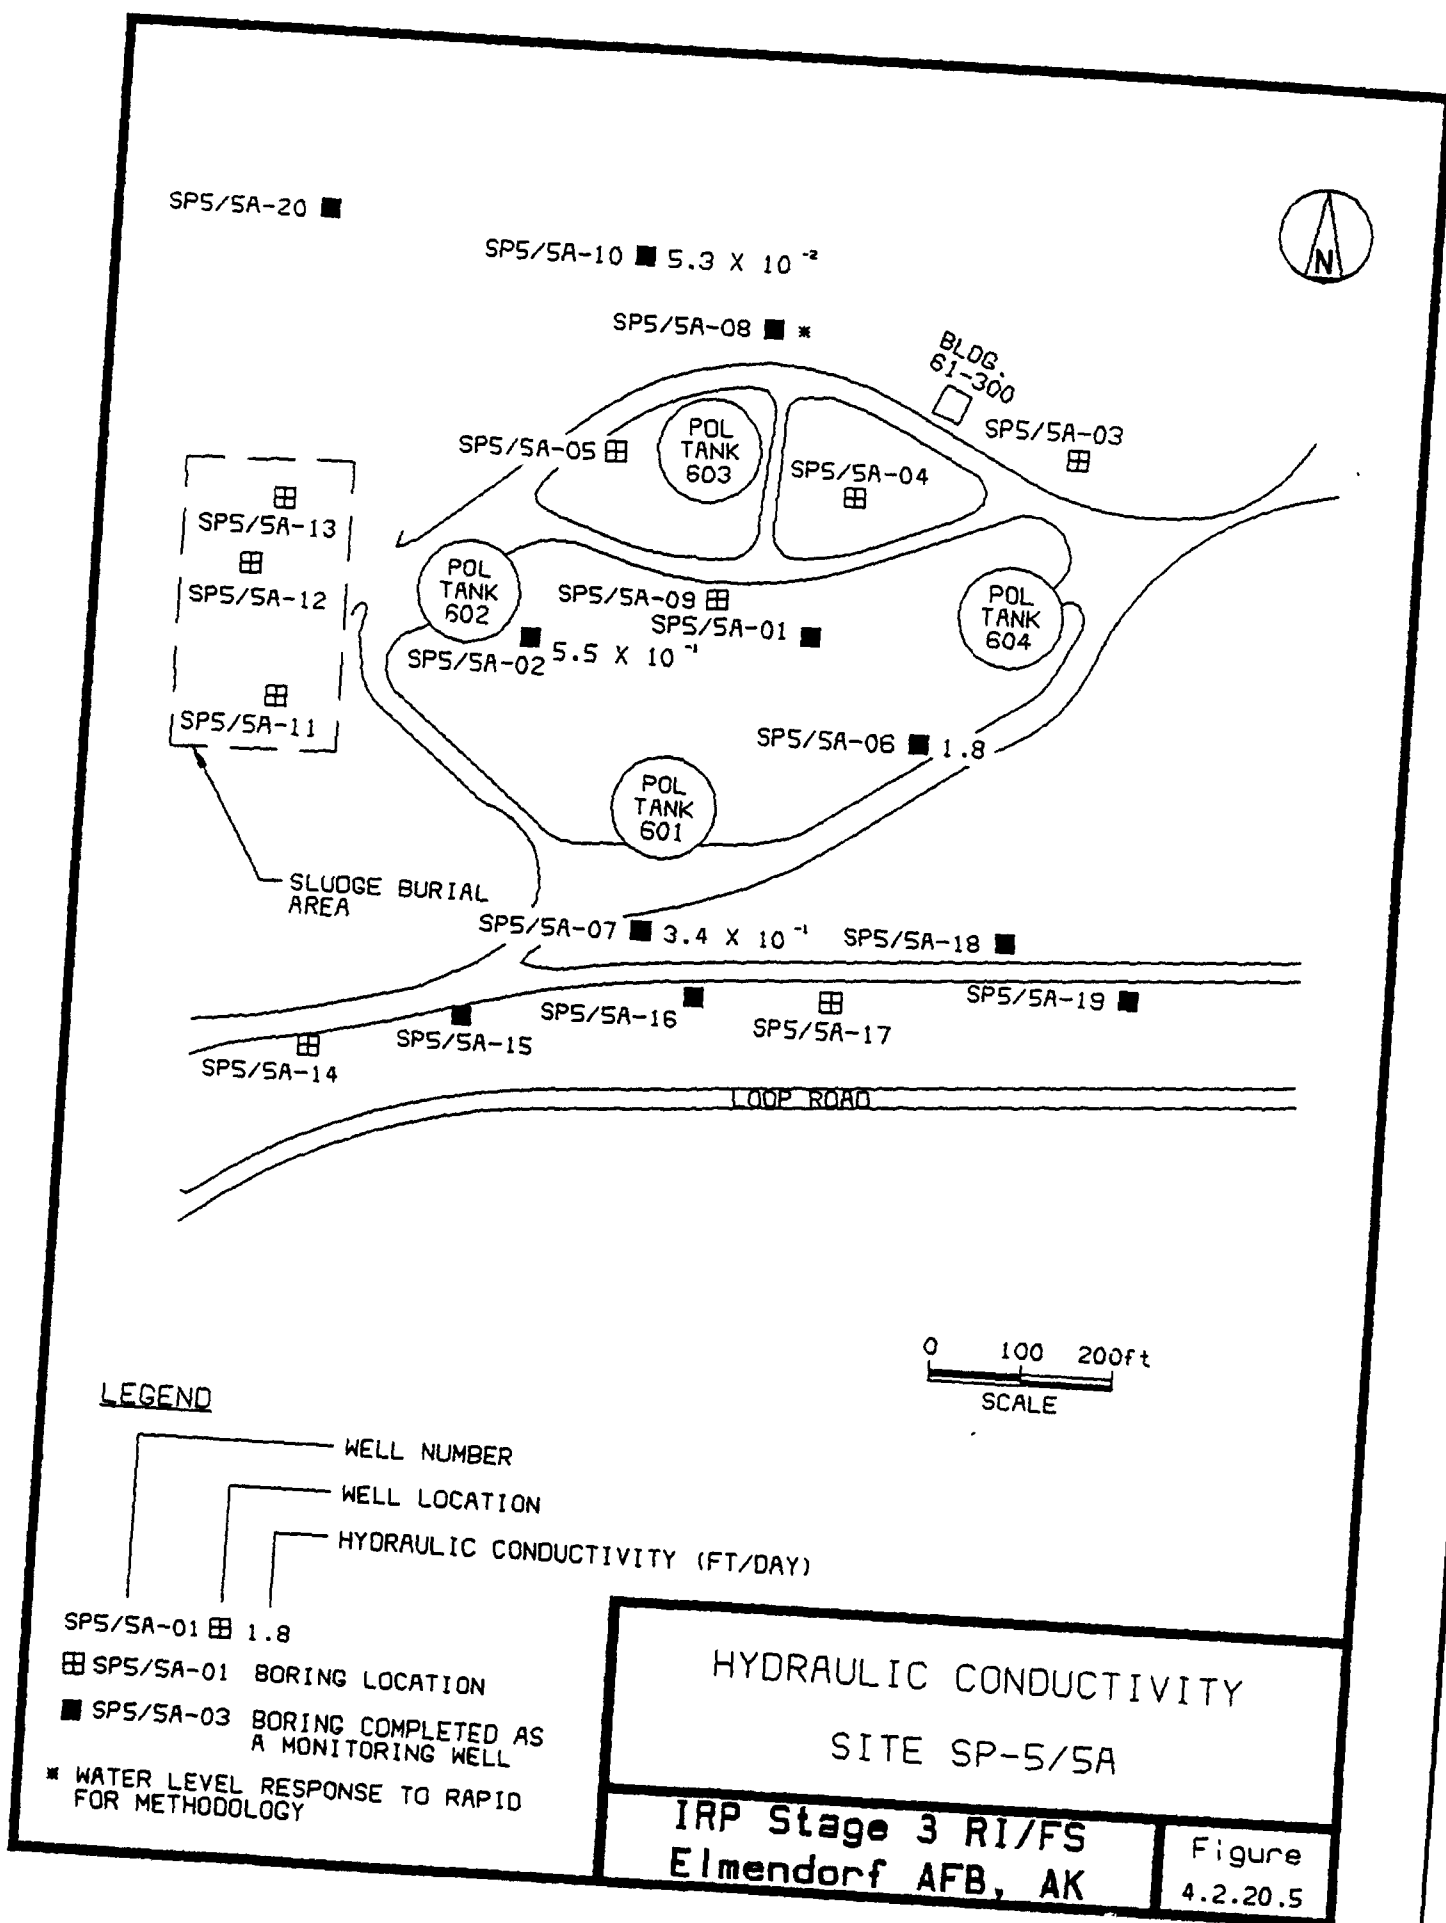 SP5/5A-20
SP5/5A-10 5.3 X 10⁻²
N
SP5/5A-08 *
BLDG.
61-300
SP5/5A-03
POL
TANK
603
SP5/5A-05
SP5/5A-04
SP5/5A-13
SP5/5A-12
SP5/5A-11
POL
TANK
602
SP5/5A-09
SP5/5A-01
POL
TANK
604
SP5/5A-02 5.5 X 10⁻¹
SP5/5A-06 1.8
POL
TANK
601
SLUDGE BURIAL
AREA
SP5/5A-07 3.4 X 10⁻¹
SP5/5A-18
SP5/5A-16
SP5/5A-17
SP5/5A-19
SP5/5A-15
SP5/5A-14
LOOP ROAD
0 100 200ft
SCALE
LEGEND
WELL NUMBER
WELL LOCATION
HYDRAULIC CONDUCTIVITY (FT/DAY)
SP5/5A-01 1.8
SP5/5A-01 BORING LOCATION
SP5/5A-03 BORING COMPLETED AS
A MONITORING WELL
* WATER LEVEL RESPONSE TO RAPID
FOR METHODOLOGY
HYDRAULIC CONDUCTIVITY
SITE SP-5/5A
IRP Stage 3 RI/FS
Elmendorf AFB, AK
Figure
4.2.20.5